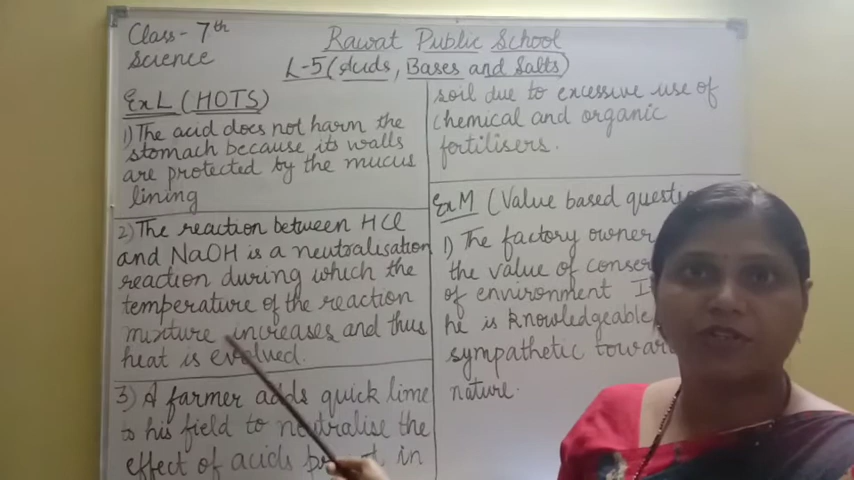 Class- 7th
Science
Rawat Public School
L-5 (Acids, Bases and Salts)
Ex L (HOTS)
1) The acid does not harm the
stomach because its walls
are protected by the mucus
lining
2) The reaction between HCl
and NaOH is a neutralisation
reaction during which the
temperature of the reaction
mixture increases and thus
heat is evolved.
3) A farmer adds quick lime
to his field to neutralise the
effect of acids in
soil due to excessive use of
chemical and organic
fertilisers.
Ex M (Value based question
1) The factory owner
the value of
of environment
he is knowledgeable
sympathetic
nature.